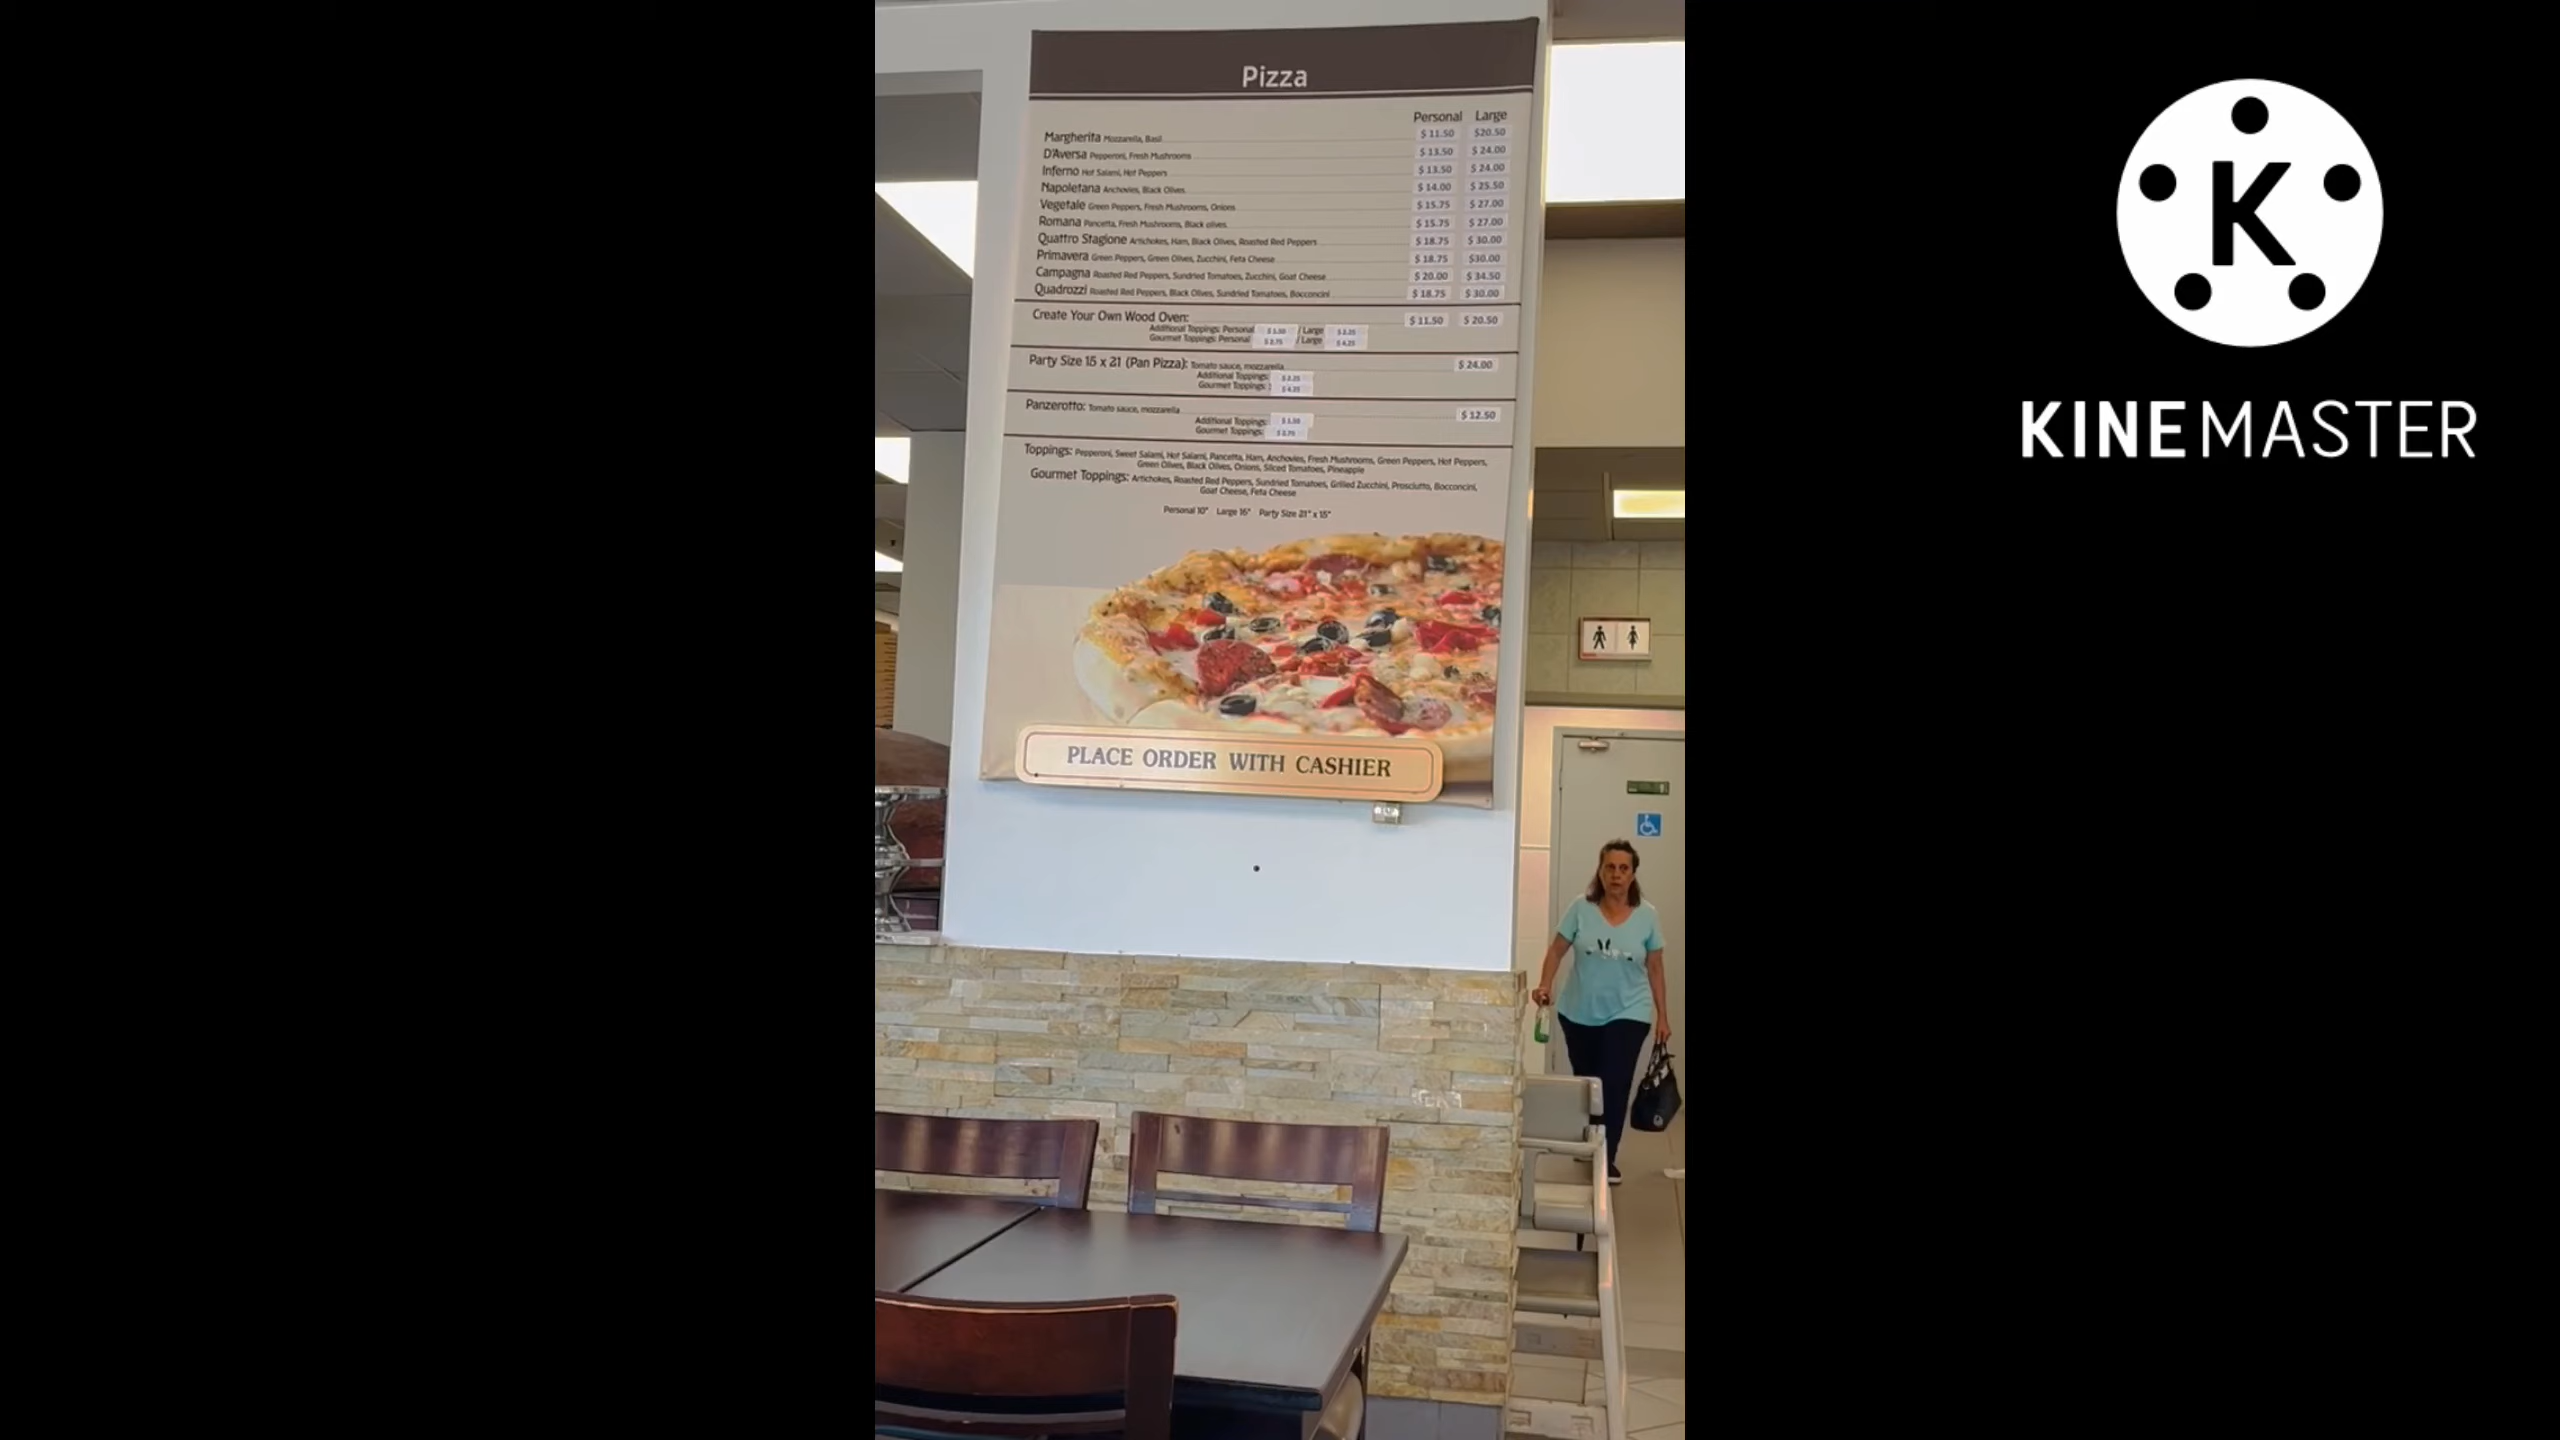 Pizza
Personal Large
Margherita Mozzarella, Basil $ 11.50 $20.50
D'Aversa Pepperoni, Fresh Mushrooms $ 13.50 $ 24.00
Inferno Hot Salami, Hot Peppers $ 13.50 $ 24.00
Napoletana Anchovies, Black Olives $ 14.00 $ 25.50
Vegetale Green Peppers, Fresh Mushrooms, Onions $ 15.75 $ 27.00
Romana Pancetta, Fresh Mushrooms, Black olives $ 15.75 $ 27.00
Quattro Stagione Artichokes, Ham, Black Olives, Roasted Red Peppers $ 18.75 $ 30.00
Primavera Green Peppers, Green Olives, Zucchini, Feta Cheese $ 18.75 $30.00
Campagna Roasted Red Peppers, Sundried Tomatoes, Zucchini, Goat Cheese $ 20.00 $ 34.50
Quadrozzi Roasted Red Peppers, Black Olives, Sundried Tomatoes, Bocconcini $ 18.75 $ 30.00
Create Your Own Wood Oven: $ 11.50 $ 20.50
Additional Toppings: Personal / Large
Gourmet Toppings: Personal $ 2.75 / Large $ 4.25
Party Size 15 x 21 (Pan Pizza): Tomato sauce, mozzarella $ 24.00
Additional Toppings:
Gourmet Toppings:
Panzerotto: Tomato sauce, mozzarella $ 12.50
Additional Toppings:
Gourmet Toppings: $ 2.75
Toppings: Pepperoni, Sweet Salami, Hot Salami, Pancetta, Ham, Anchovies, Fresh Mushrooms, Green Peppers, Hot Peppers,
Green Olives, Black Olives, Onions, Sliced Tomatoes, Pineapple
Gourmet Toppings: Artichokes, Roasted Red Peppers, Sundried Tomatoes, Grilled Zucchini, Prosciutto, Bocconcini,
Goat Cheese, Feta Cheese
Personal 10" Large 16" Party Size 21" x 15"
PLACE ORDER WITH CASHIER
K
KINEMASTER